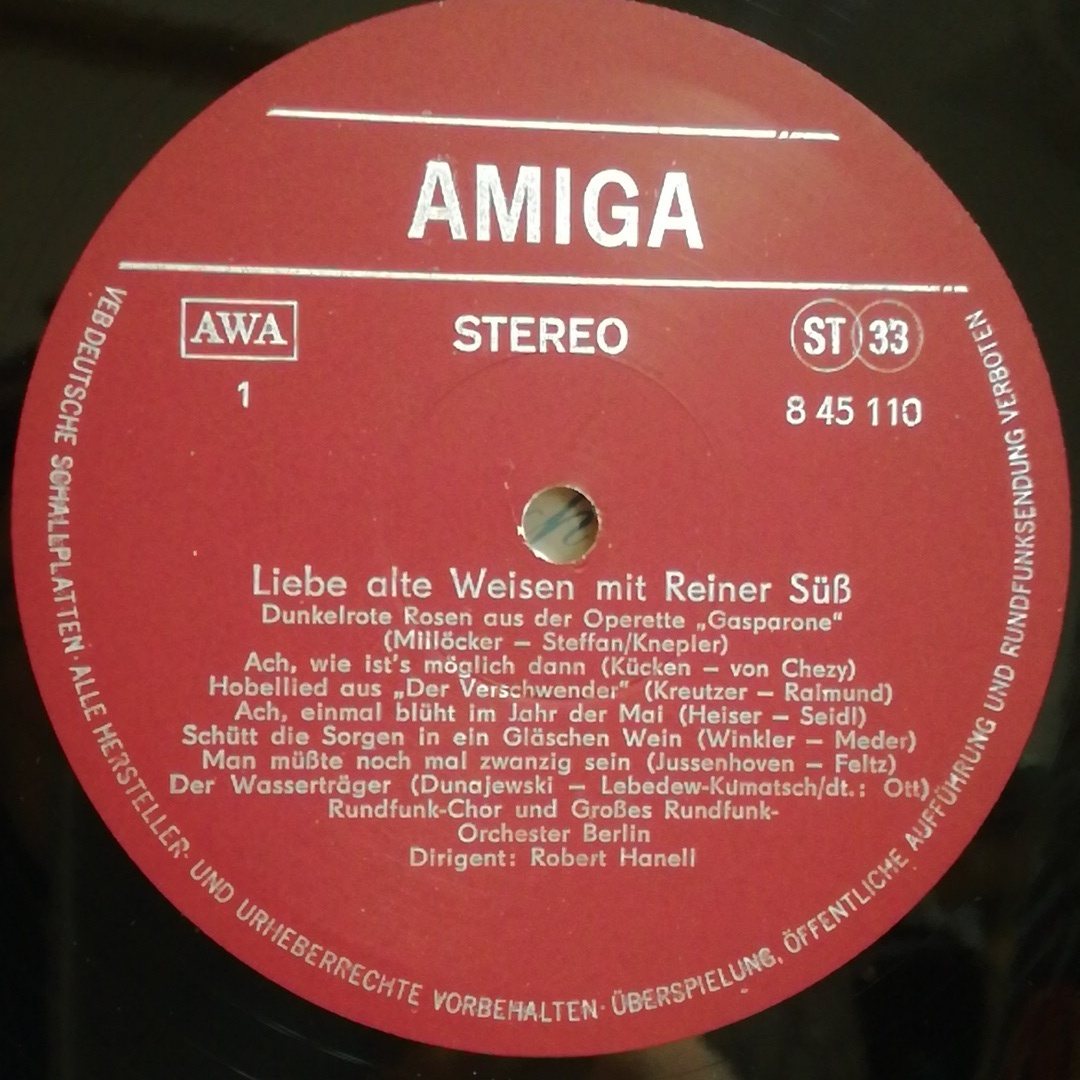 AMIGA
AWA
STEREO
ST 33
1
8 45 110
Liebe alte Weisen mit Reiner Süß
Dunkelrote Rosen aus der Operette „Gasparone“
(Millöcker – Steffan/Knepler)
Ach, wie ist's möglich dann (Kücken – von Chezy)
Hobellied aus „Der Verschwender“ (Kreutzer – Raimund)
Ach, einmal blüht im Jahr der Mai (Heiser – Seidl)
Schütt die Sorgen in ein Gläschen Wein (Winkler – Meder)
Man müßte noch mal zwanzig sein (Jussenhoven – Feltz)
Der Wasserträger (Dunajewski – Lebedew-Kumatsch/dt.: Ott)
Rundfunk-Chor und Großes Rundfunk-
Orchester Berlin
Dirigent: Robert Hanell
VEB DEUTSCHE SCHALLPLATTEN · ALLE HERSTELLER- UND URHEBERRECHTE VORBEHALTEN · ÜBERSPIELUNG, ÖFFENTLICHE AUFFÜHRUNG UND RUNDFUNKSENDUNG VERBOTEN